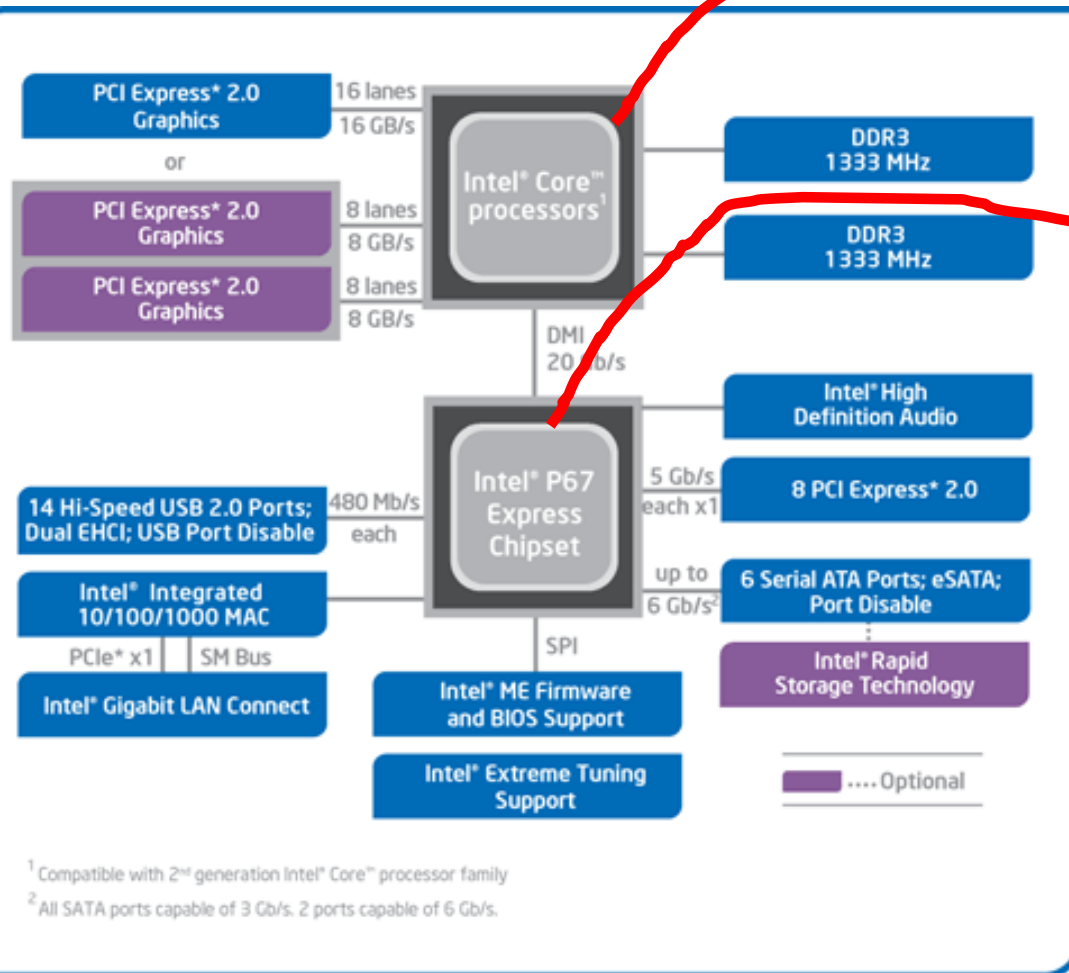 PCI Express* 2.0
Graphics
16 lanes
16 GB/s
or
PCI Express* 2.0
Graphics
8 lanes
8 GB/s
PCI Express* 2.0
Graphics
8 lanes
8 GB/s
Intel® Core™
processors¹
DDR3
1333 MHz
DDR3
1333 MHz
DMI
20 Gb/s
Intel® P67
Express
Chipset
Intel® High
Definition Audio
5 Gb/s
each x1
8 PCI Express* 2.0
14 Hi-Speed USB 2.0 Ports;
Dual EHCI; USB Port Disable
480 Mb/s
each
up to
6 Gb/s²
6 Serial ATA Ports; eSATA;
Port Disable
Intel® Integrated
10/100/1000 MAC
PCIe* x1
SM Bus
Intel® Gigabit LAN Connect
SPI
Intel® ME Firmware
and BIOS Support
Intel® Rapid
Storage Technology
Intel® Extreme Tuning
Support
....Optional
¹ Compatible with 2ⁿᵈ generation Intel® Core™ processor family
² All SATA ports capable of 3 Gb/s. 2 ports capable of 6 Gb/s.